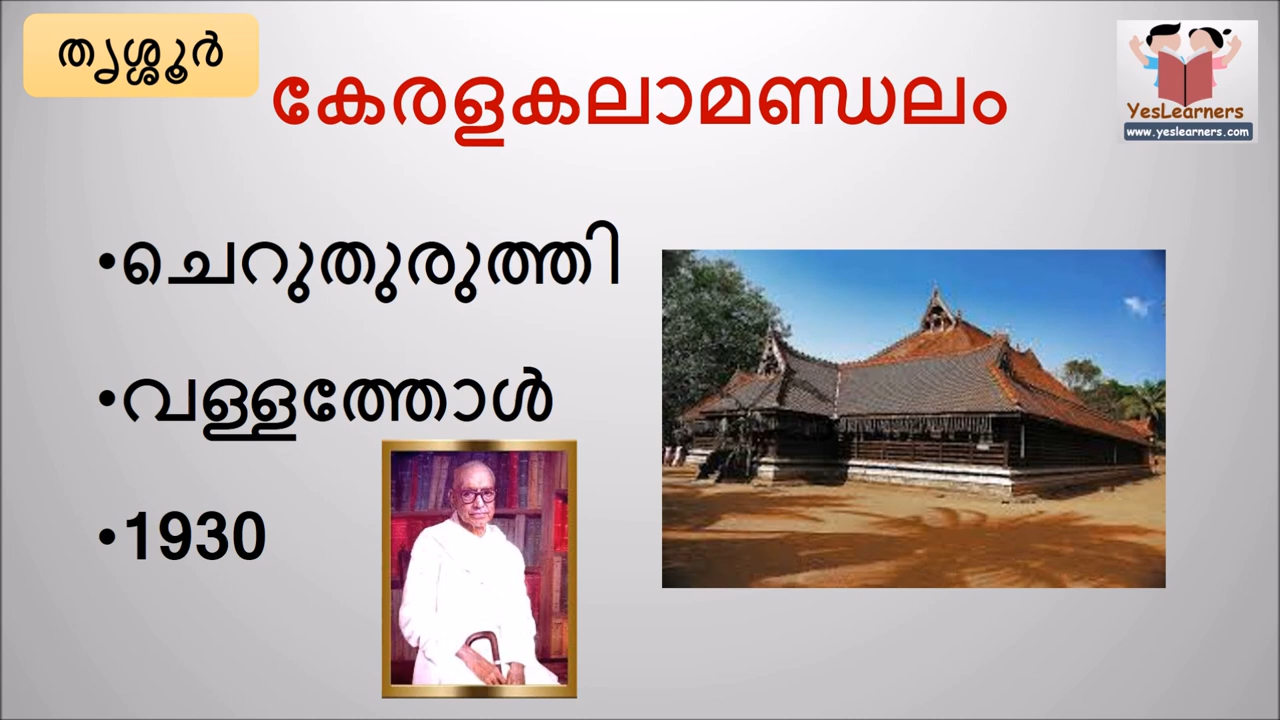 തൃശ്ശൂർ
കേരളകലാമണ്ഡലം
YesLearners
www.yeslearners.com
•ചെറുതുരുത്തി
•വള്ളത്തോൾ
•1930